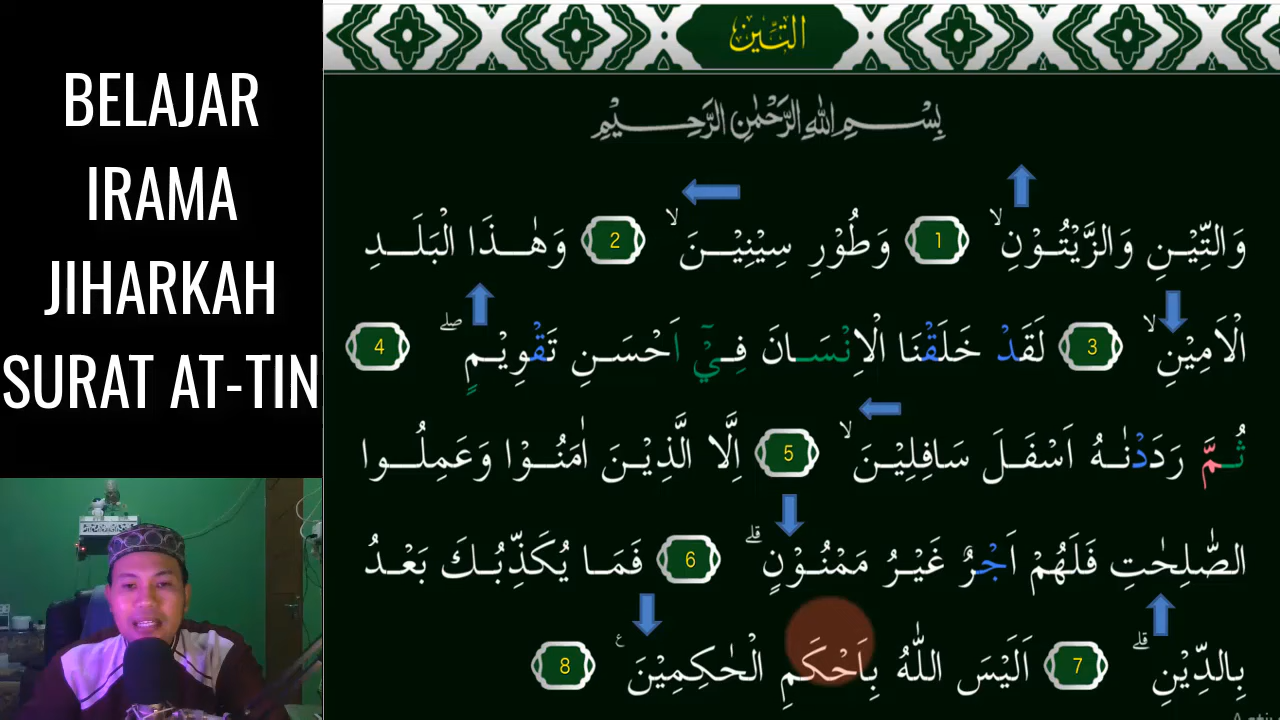 BELAJAR
IRAMA
JIHARKAH
SURAT AT-TIN
التِّيْن
بِسْمِ اللّٰهِ الرَّحْمٰنِ الرَّحِيْمِ
وَالتِّيْنِ وَالزَّيْتُوْنِۙ 1 وَطُوْرِ سِيْنِيْنَۙ 2 وَهٰذَا الْبَلَدِ
الْاَمِيْنِۙ 3 لَقَدْ خَلَقْنَا الْاِنْسَانَ فِيْٓ اَحْسَنِ تَقْوِيْمٍۖ 4
ثُمَّ رَدَدْنٰهُ اَسْفَلَ سَافِلِيْنَۙ 5 اِلَّا الَّذِيْنَ اٰمَنُوْا وَعَمِلُوا
الصّٰلِحٰتِ فَلَهُمْ اَجْرٌ غَيْرُ مَمْنُوْنٍۗ 6 فَمَا يُكَذِّبُكَ بَعْدُ
بِالدِّيْنِۗ 7 اَلَيْسَ اللّٰهُ بِاَحْكَمِ الْحٰكِمِيْنَ ࣖ 8